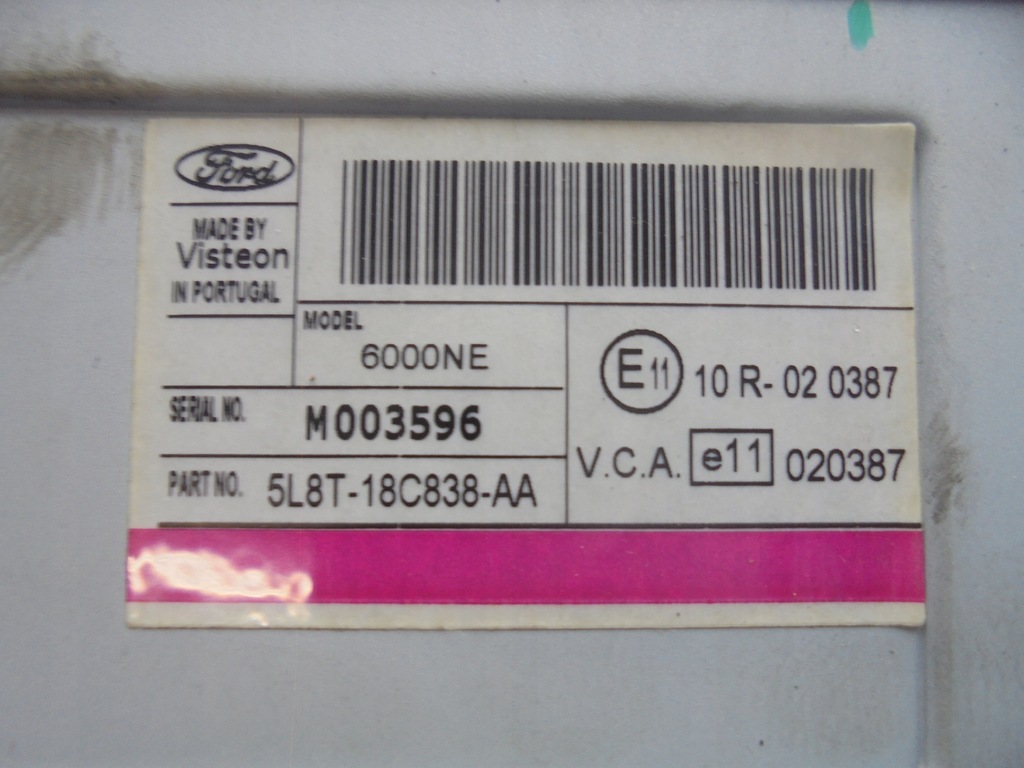 Ford
MADE BY
Visteon
IN PORTUGAL
MODEL
6000NE
SERIAL NO.
M003596
PART NO. 5L8T-18C838-AA
E11 10 R- 02 0387
V.C.A. e11 020387